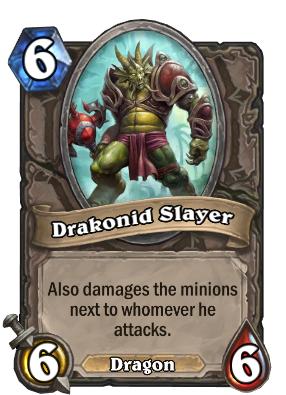 6
Drakonid Slayer
Also damages the minions
next to whomever he
attacks.
6
Dragon
6